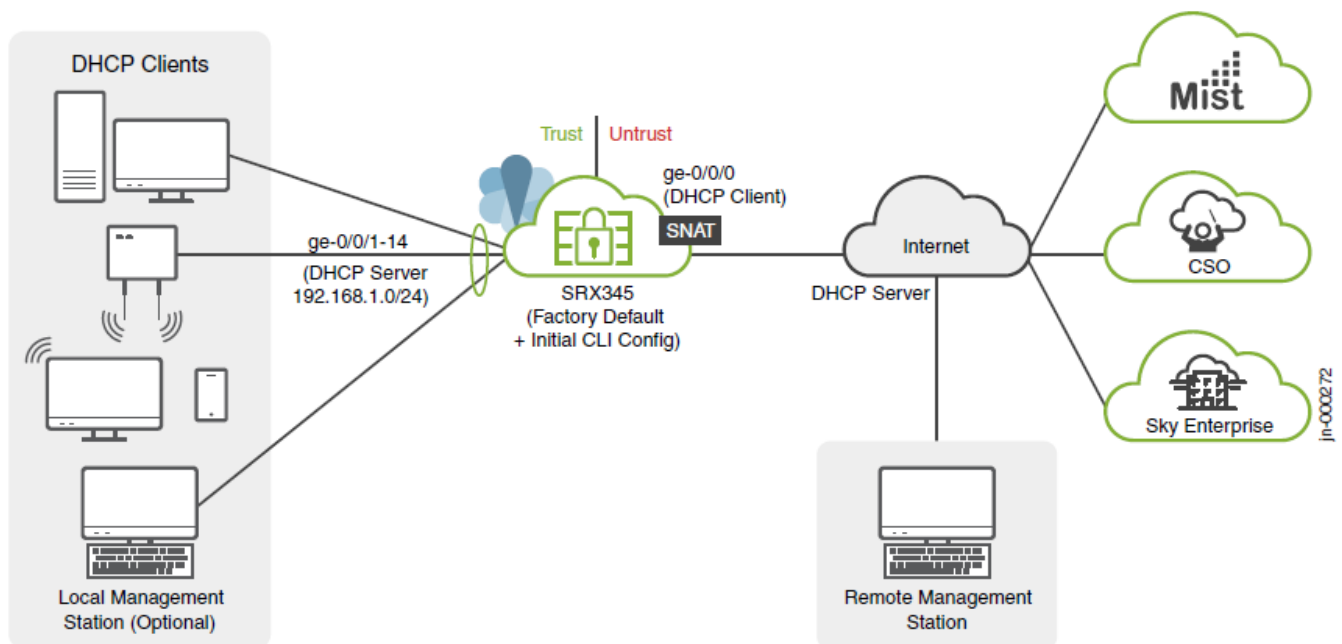 DHCP Clients
ge-0/0/1-14
(DHCP Server
192.168.1.0/24)
Local Management
Station (Optional)
Trust
Untrust
ge-0/0/0
(DHCP Client)
SNAT
SRX345
(Factory Default
+ Initial CLI Config)
Internet
DHCP Server
Remote Management
Station
Mist
CSO
Sky Enterprise
jn-000272